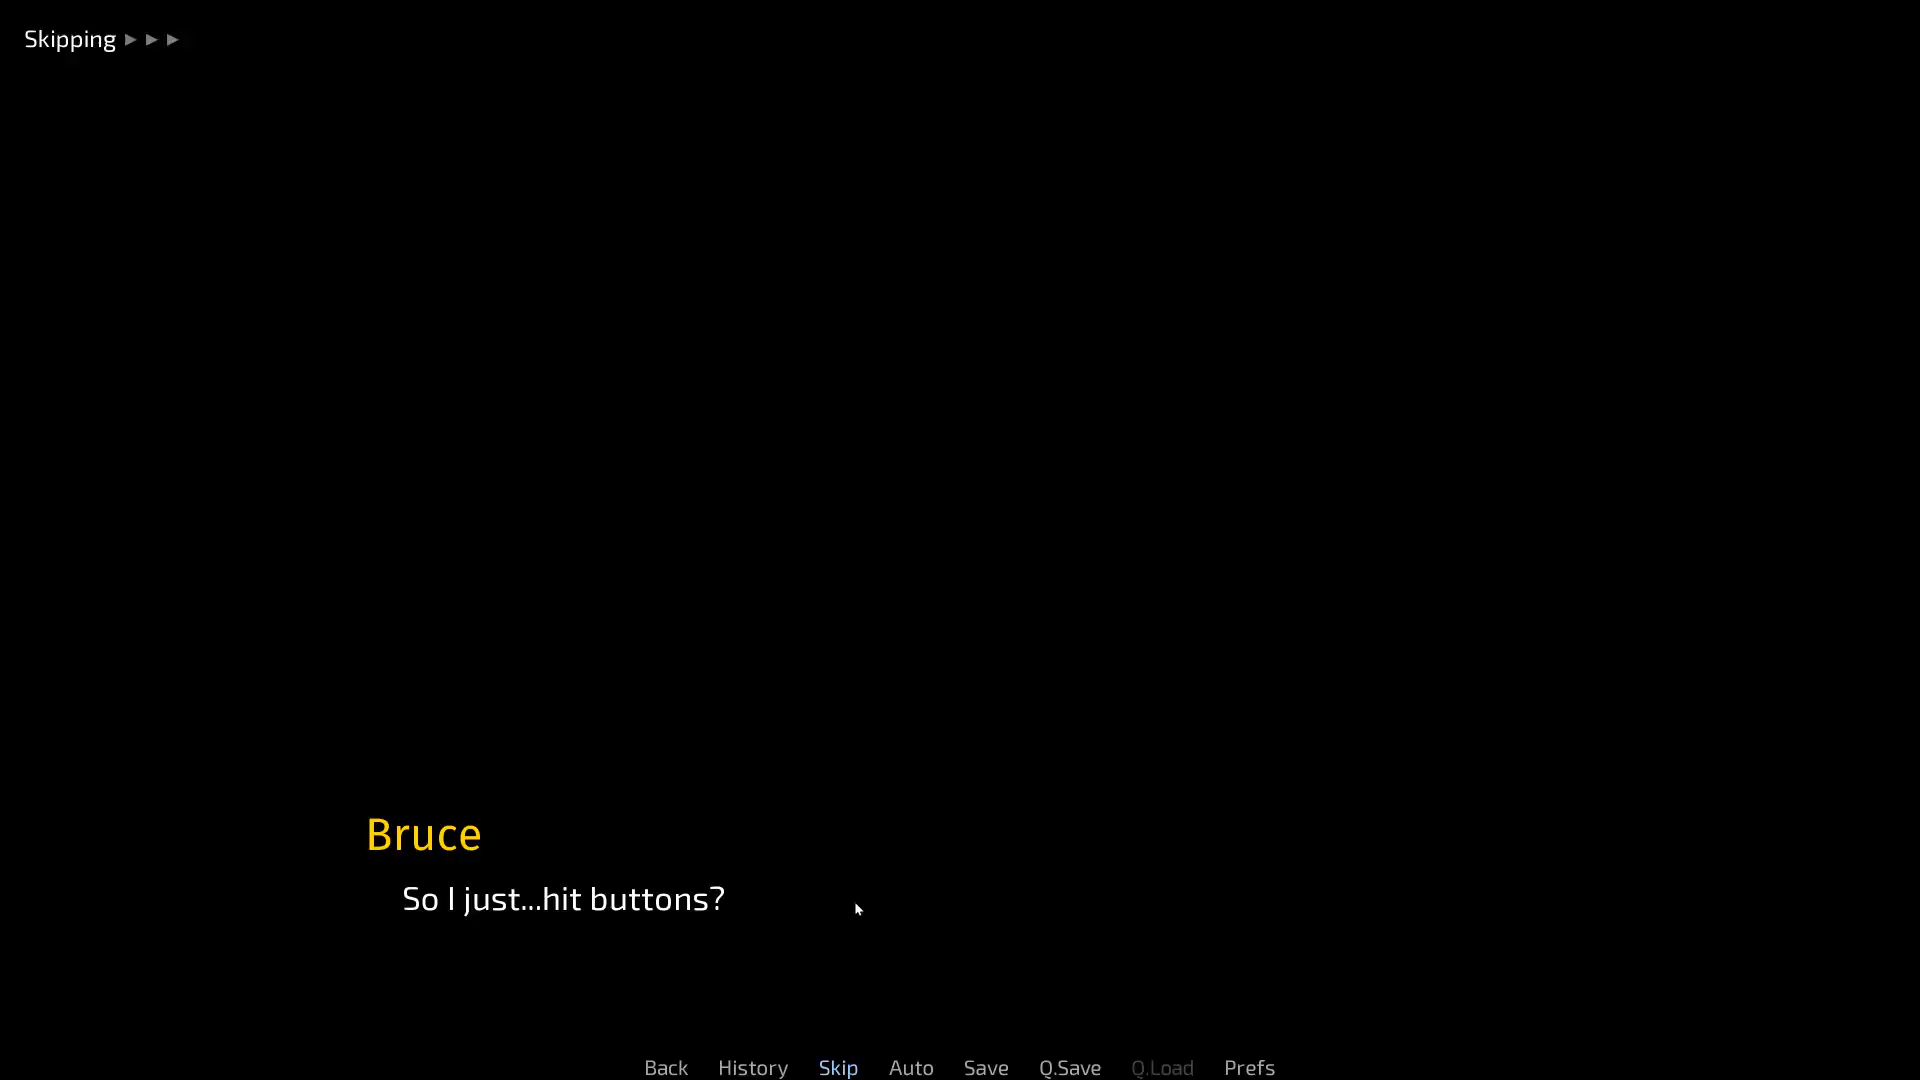 Skipping ▸ ▸ ▸
Bruce
So I just...hit buttons?
Back History Skip Auto Save Q.Save Q.Load Prefs